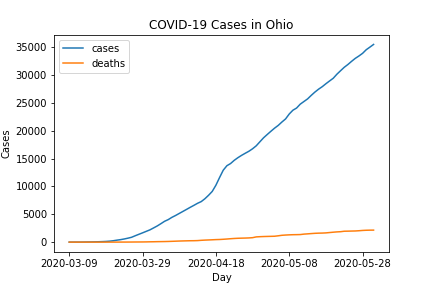 COVID-19 Cases in Ohio
cases
deaths
35000
30000
25000
20000
15000
10000
5000
0
Cases
2020-03-09 2020-03-29 2020-04-18 2020-05-08 2020-05-28
Day